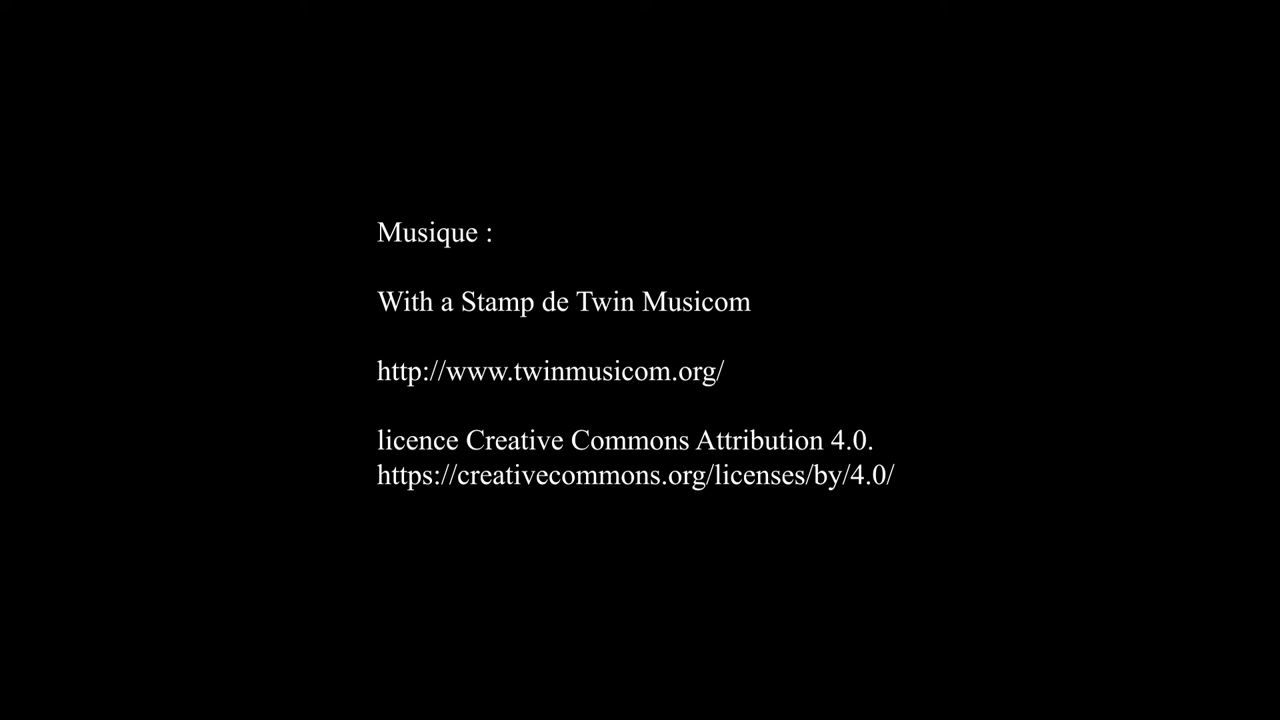 Musique :
With a Stamp de Twin Musicom
http://www.twinmusicom.org/
licence Creative Commons Attribution 4.0.
https://creativecommons.org/licenses/by/4.0/